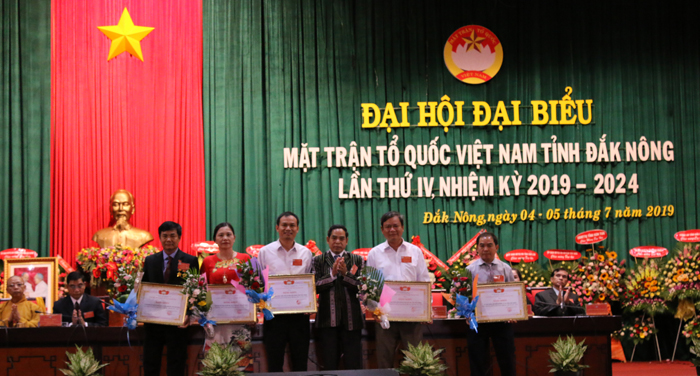 ĐẠI HỘI ĐẠI BIỂU
MẶT TRẬN TỔ QUỐC VIỆT NAM TỈNH ĐẮK NÔNG
LẦN THỨ IV, NHIỆM KỲ 2019 - 2024
Đắk Nông, ngày 04 - 05 tháng 7 năm 2019